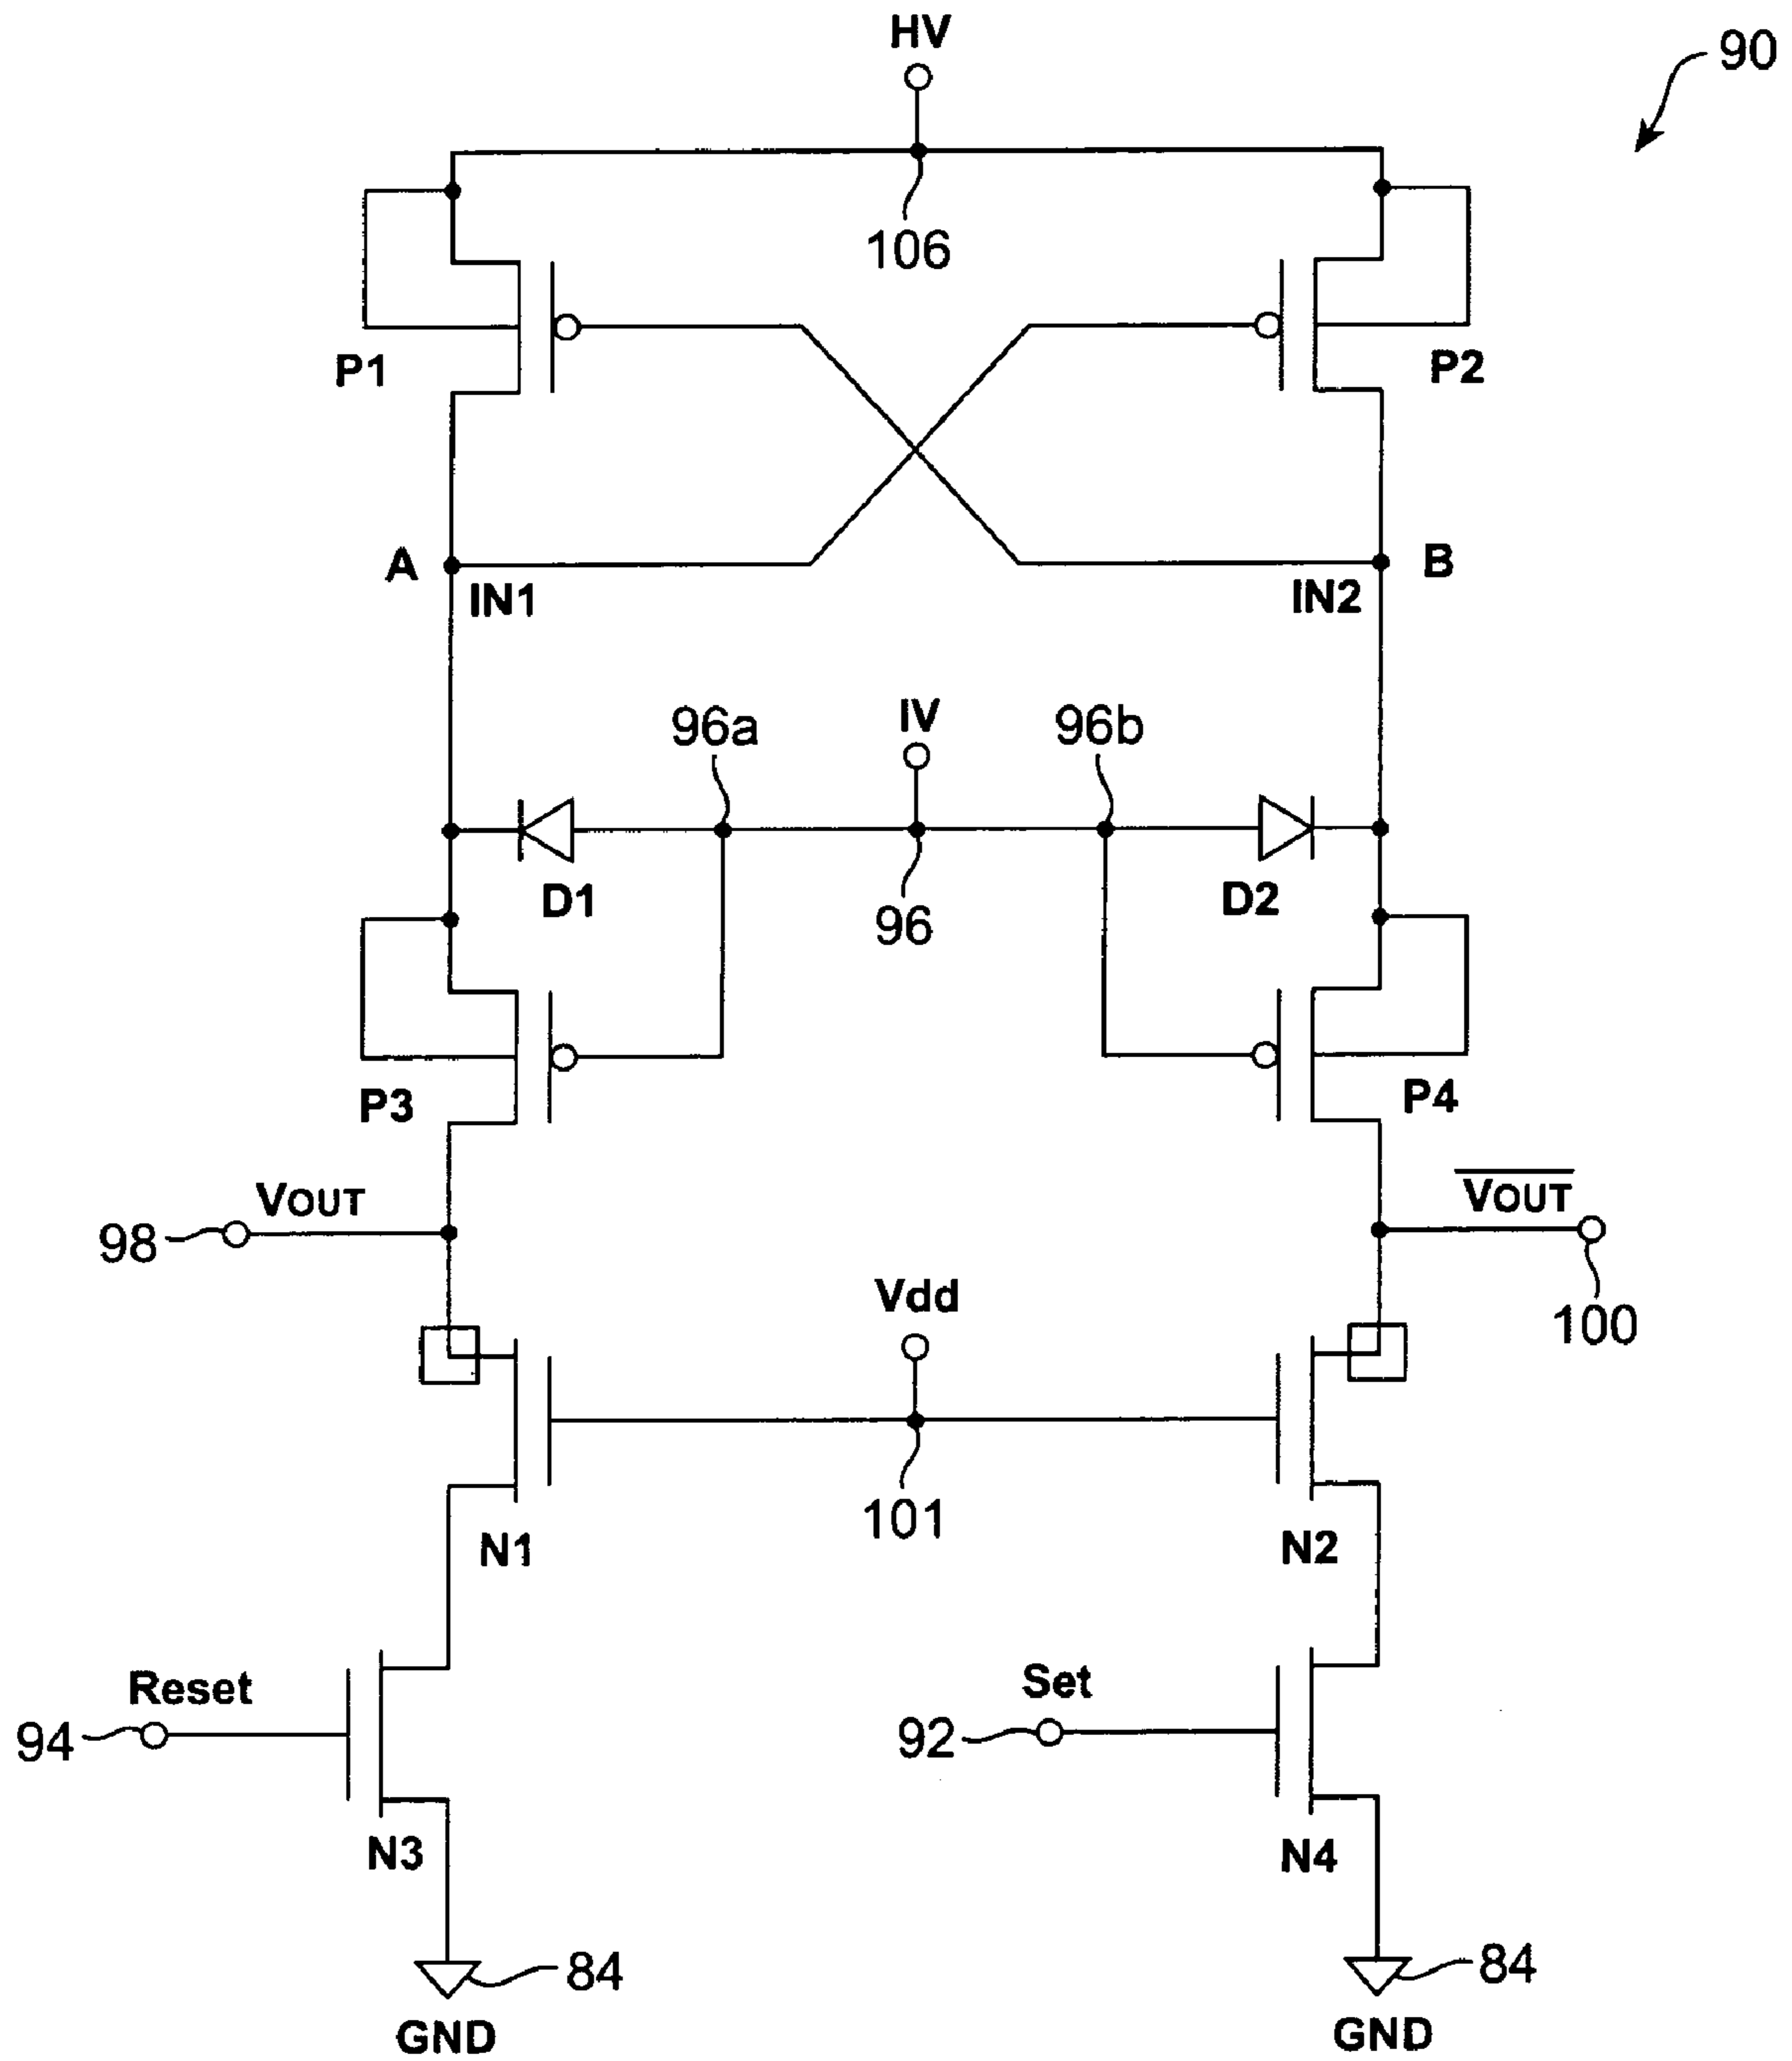 HV
90
106
P1
P2
A
B
IN1
IN2
IV
96a
96b
D1
D2
96
P3
P4
VOUT
VOUT
98
Vdd
100
101
N1
N2
Reset
Set
94
92
N3
N4
84
84
GND
GND